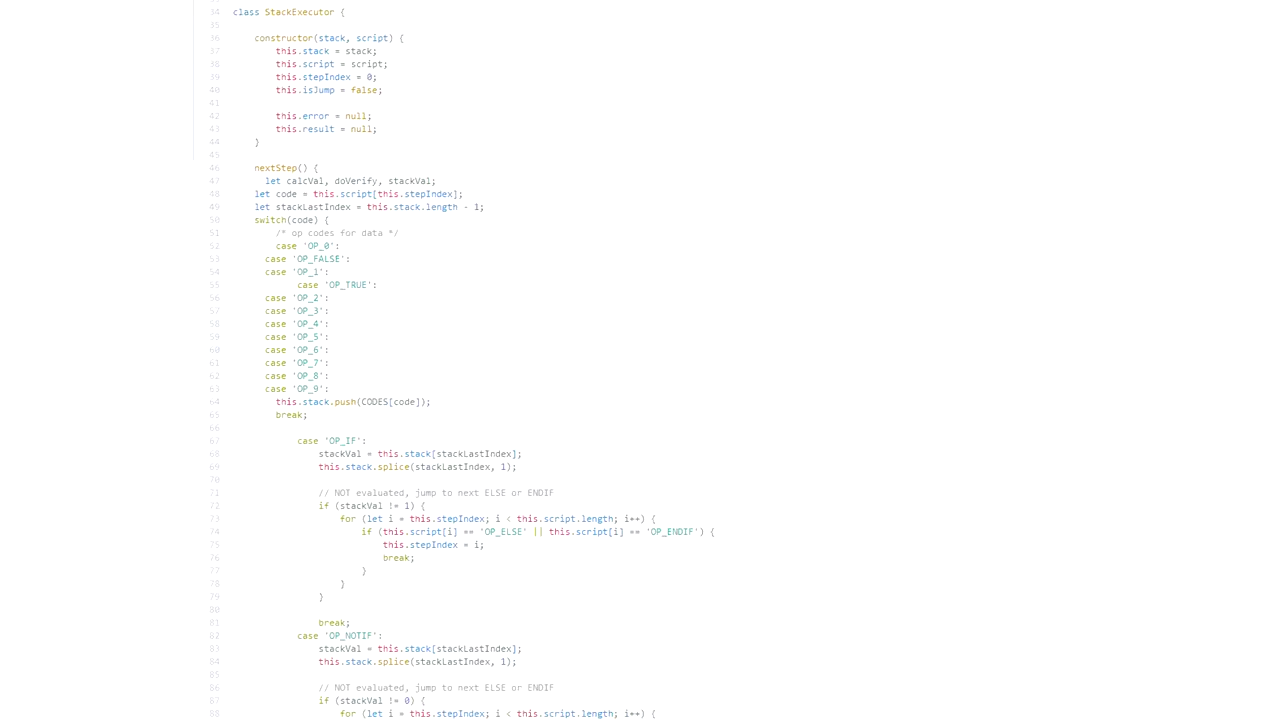 34 class StackExecutor {
35
36 constructor(stack, script) {
37 this.stack = stack;
38 this.script = script;
39 this.stepIndex = 0;
40 this.isJump = false;
41
42 this.error = null;
43 this.result = null;
44 }
45
46 nextStep() {
47 let calcVal, doVerify, stackVal;
48 let code = this.script[this.stepIndex];
49 let stackLastIndex = this.stack.length - 1;
50 switch(code) {
51 /* op codes for data */
52 case 'OP_0':
53 case 'OP_FALSE':
54 case 'OP_1':
55 case 'OP_TRUE':
56 case 'OP_2':
57 case 'OP_3':
58 case 'OP_4':
59 case 'OP_5':
60 case 'OP_6':
61 case 'OP_7':
62 case 'OP_8':
63 case 'OP_9':
64 this.stack.push(CODES[code]);
65 break;
66
67 case 'OP_IF':
68 stackVal = this.stack[stackLastIndex];
69 this.stack.splice(stackLastIndex, 1);
70
71 // NOT evaluated, jump to next ELSE or ENDIF
72 if (stackVal != 1) {
73 for (let i = this.stepIndex; i < this.script.length; i++) {
74 if (this.script[i] == 'OP_ELSE' || this.script[i] == 'OP_ENDIF') {
75 this.stepIndex = i;
76 break;
77 }
78 }
79 }
80
81 break;
82 case 'OP_NOTIF':
83 stackVal = this.stack[stackLastIndex];
84 this.stack.splice(stackLastIndex, 1);
85
86 // NOT evaluated, jump to next ELSE or ENDIF
87 if (stackVal != 0) {
88 for (let i = this.stepIndex; i < this.script.length; i++) {